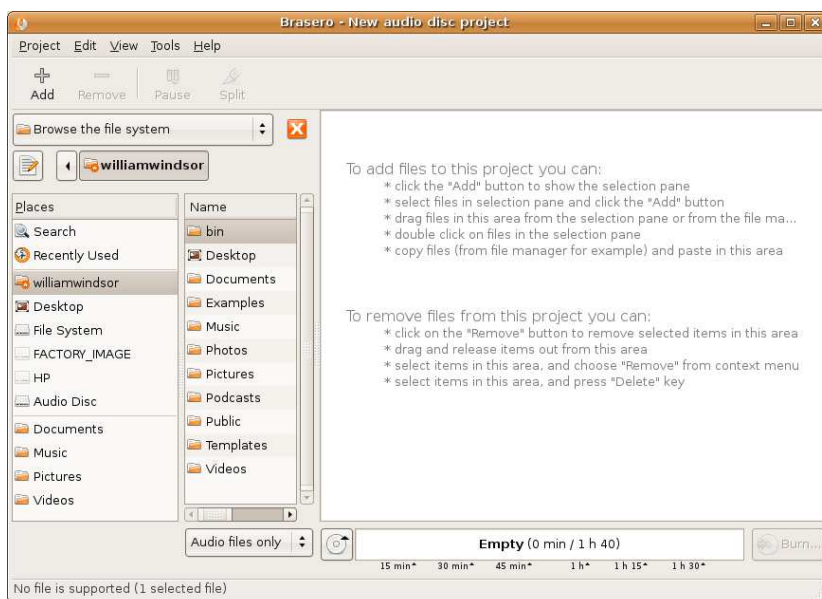 Brasero - New audio disc project
Project Edit View Tools Help
Add Remove Pause Split
Browse the file system
williamwindsor
Places
Search
Recently Used
williamwindsor
Desktop
File System
FACTORY_IMAGE
HP
Audio Disc
Documents
Music
Pictures
Videos
Name
bin
Desktop
Documents
Examples
Music
Photos
Pictures
Podcasts
Public
Templates
Videos
Audio files only
To add files to this project you can:
* click the "Add" button to show the selection pane
* select files in selection pane and click the "Add" button
* drag files in this area from the selection pane or from the file ma...
* double click on files in the selection pane
* copy files (from file manager for example) and paste in this area
To remove files from this project you can:
* click on the "Remove" button to remove selected items in this area
* drag and release items out from this area
* select items in this area, and choose "Remove" from context menu
* select items in this area, and press "Delete" key
Empty (0 min / 1 h 40)
15 min 30 min 45 min 1 h 1 h 15 1 h 30
Burn...
No file is supported (1 selected file)